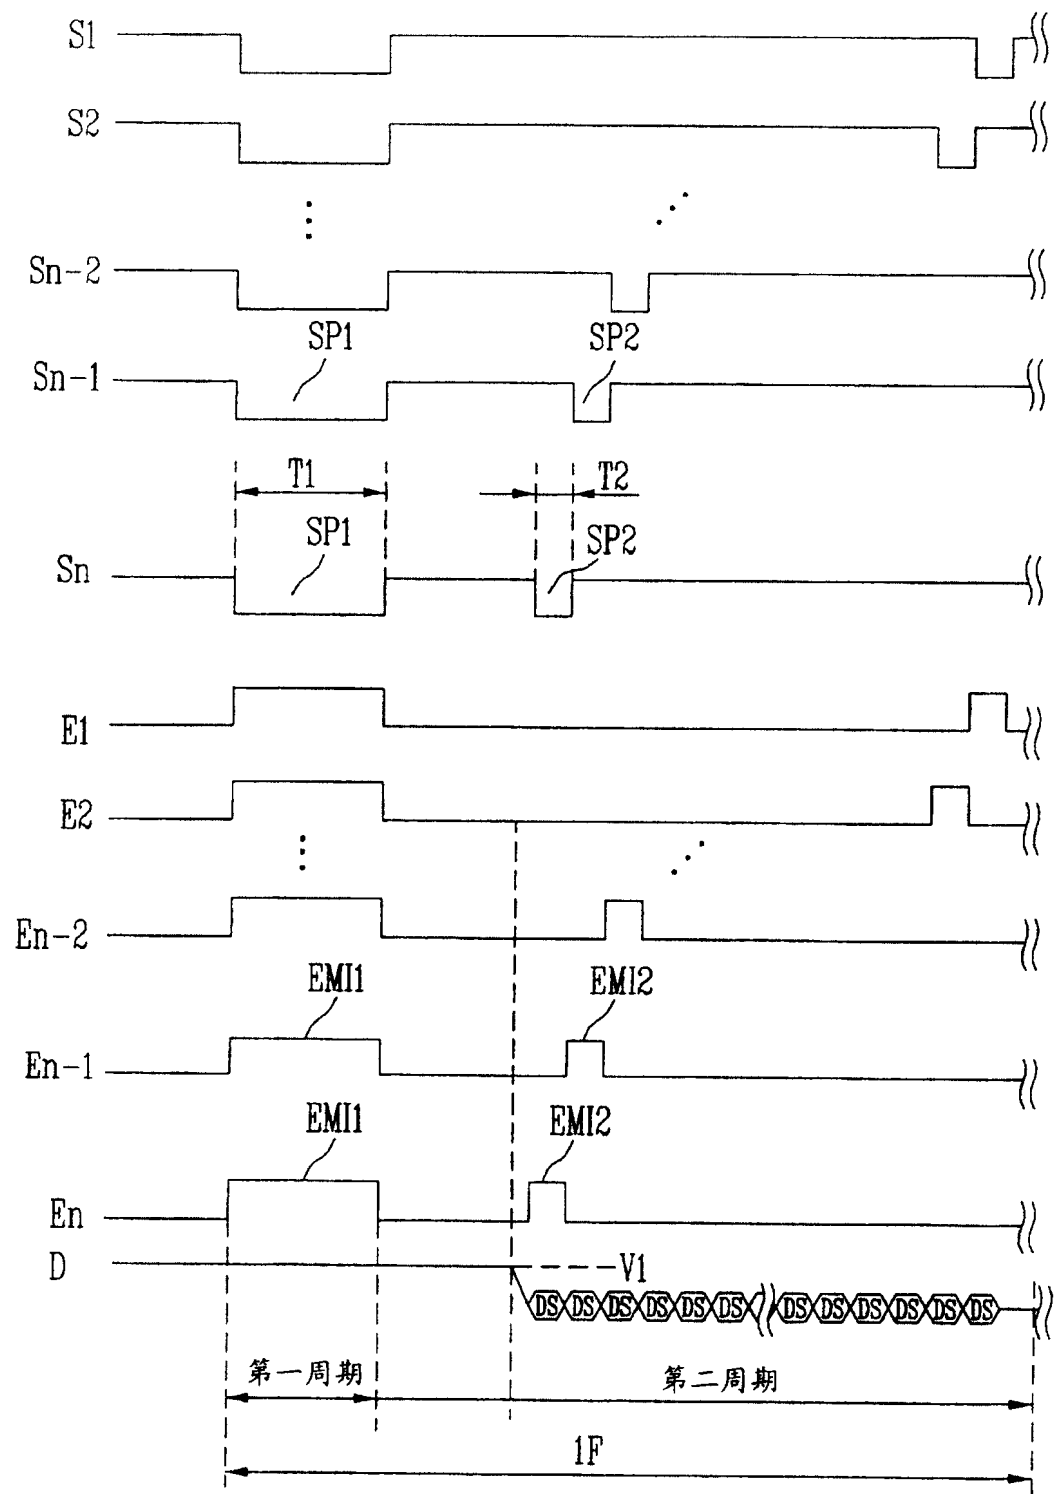 S1
S2
Sn-2
SP1 SP2
Sn-1
T1 T2
SP1 SP2
Sn
E1
E2
En-2
EMI1 EMI2
En-1
EMI1 EMI2
En
D V1
DS DS DS DS DS DS DS DS DS DS DS DS
第一周期 第二周期
1F